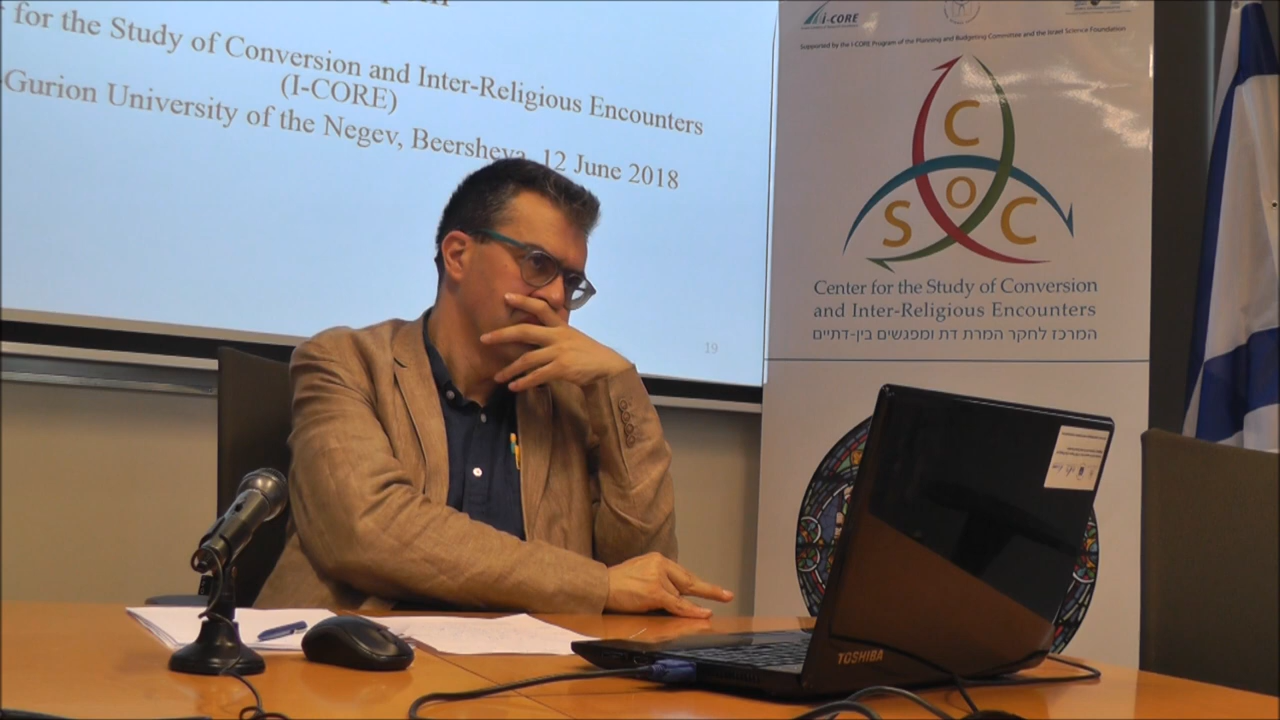 for the Study of Conversion and Inter-Religious Encounters
(I-CORE)
-Gurion University of the Negev, Beersheva, 12 June 2018
19
i-CORE
Supported by the I-CORE Program of the Planning and Budgeting Committee and the Israel Science Foundation
C
S O C
Center for the Study of Conversion
and Inter-Religious Encounters
המרכז לחקר המרת דת ומפגשים בין-דתיים
TOSHIBA